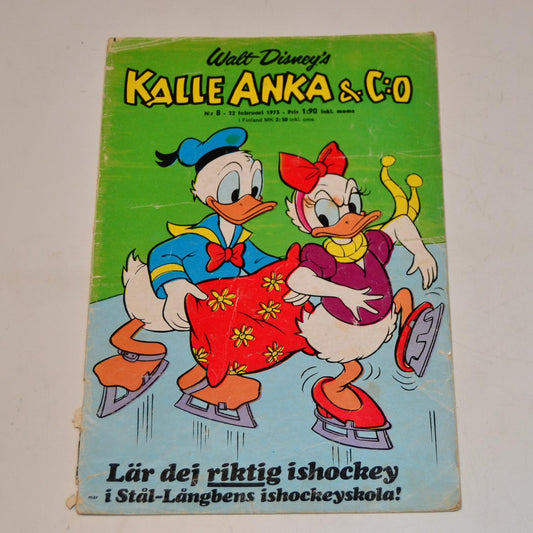 Walt Disney's
KALLE ANKA & C:O
Nr 8 - 22 februari 1975 - Pris 1:90 inkl. moms
i Finland MK 2:50 inkl. oms.
Lär dej riktig ishockey
i Stål-Långbens ishockeyskola!